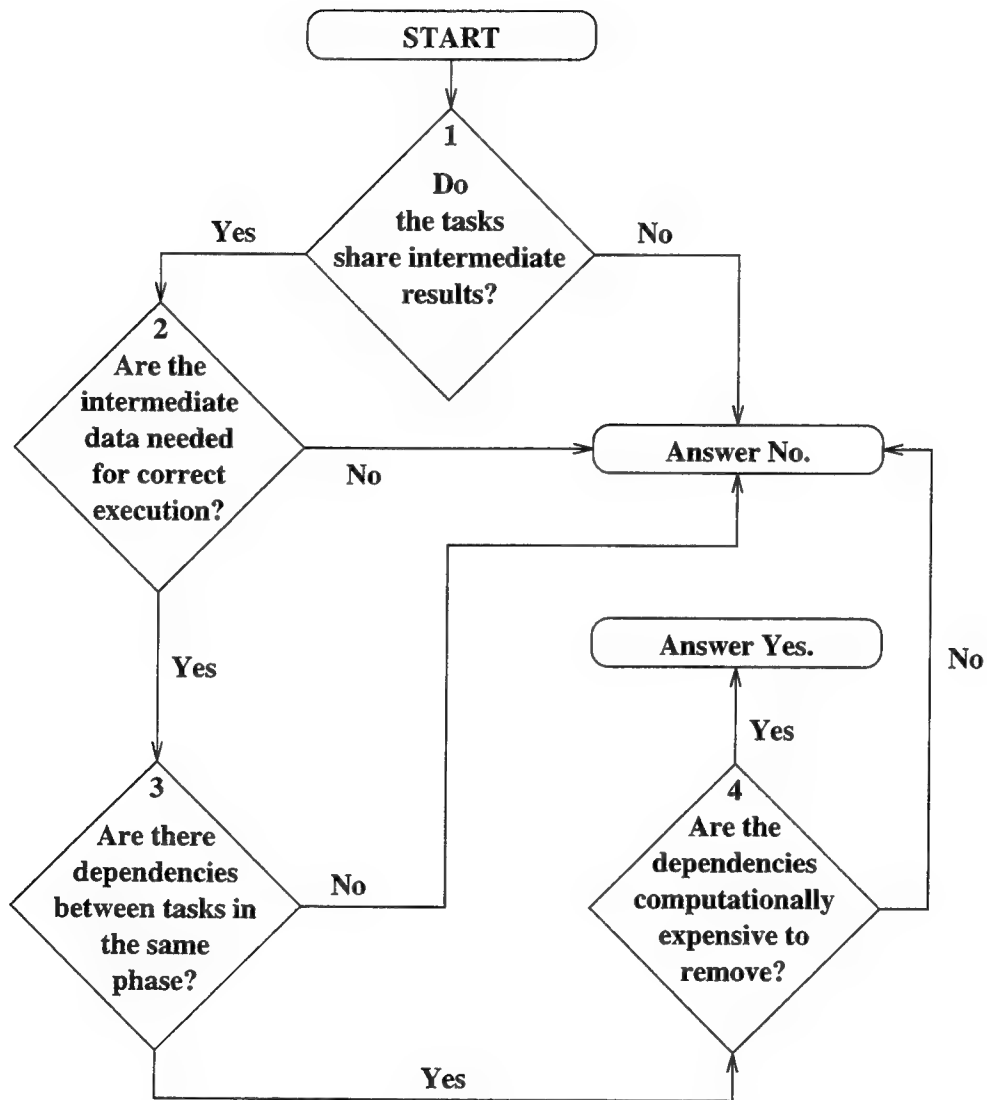 START
1
Do
the tasks
share intermediate
results?
Yes
No
2
Are the
intermediate
data needed
for correct
execution?
No
Answer No.
Yes
Answer Yes.
No
Yes
3
Are there
dependencies
between tasks in
the same
phase?
No
4
Are the
dependencies
computationally
expensive to
remove?
Yes